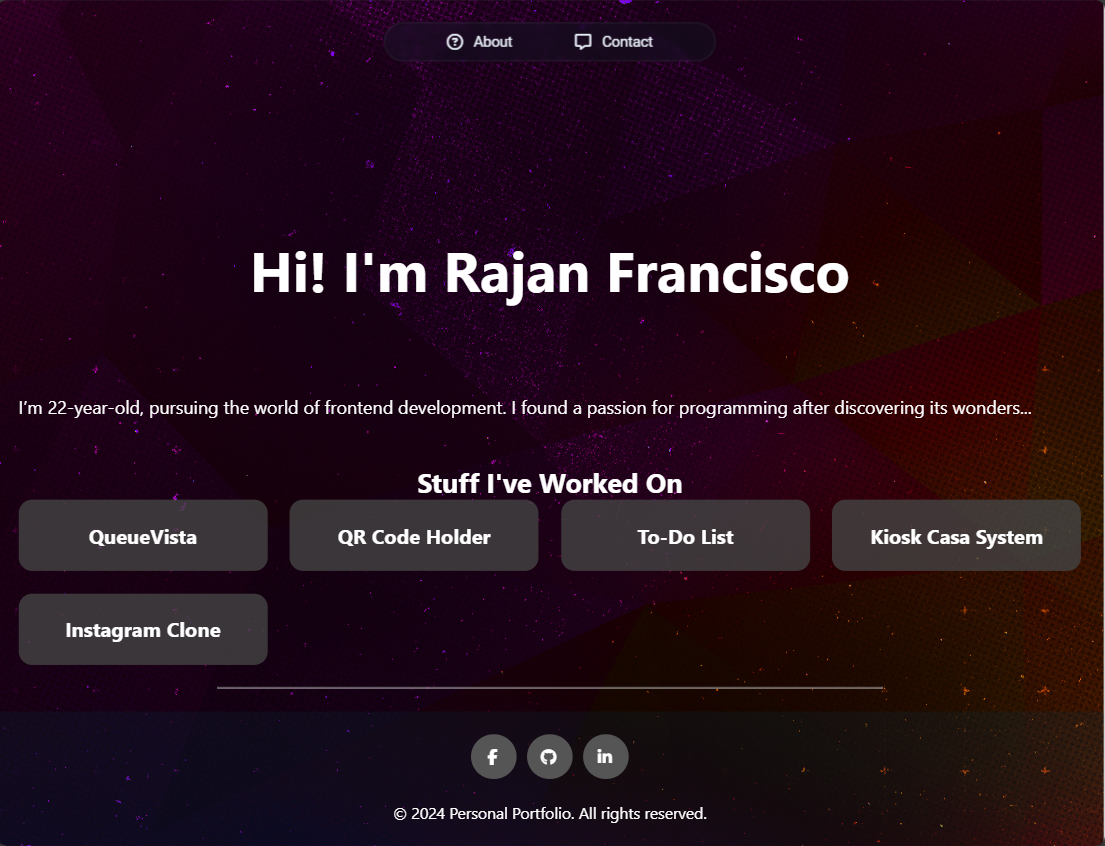 About
Contact
Hi! I'm Rajan Francisco
I’m 22-year-old, pursuing the world of frontend development. I found a passion for programming after discovering its wonders...
Stuff I've Worked On
QueueVista
QR Code Holder
To-Do List
Kiosk Casa System
Instagram Clone
© 2024 Personal Portfolio. All rights reserved.